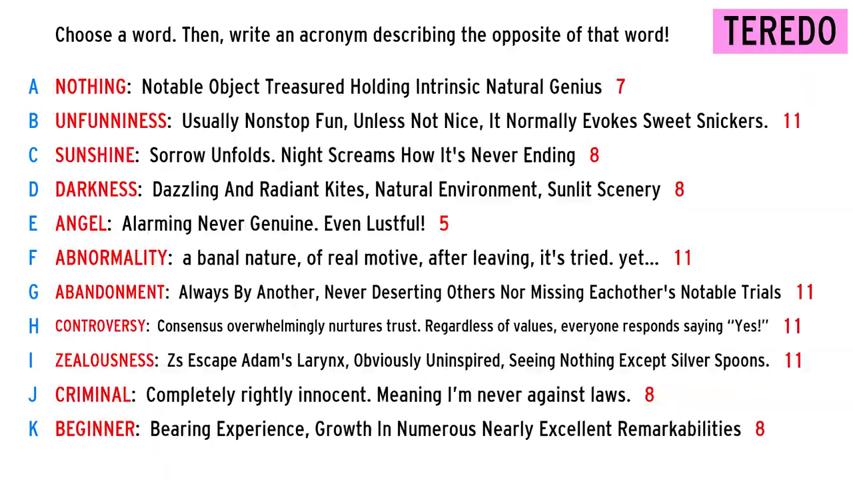 Choose a word. Then, write an acronym describing the opposite of that word!
TEREDO
A NOTHING: Notable Object Treasured Holding Intrinsic Natural Genius 7
B UNFUNNINESS: Usually Nonstop Fun, Unless Not Nice, It Normally Evokes Sweet Snickers. 11
C SUNSHINE: Sorrow Unfolds. Night Screams How It's Never Ending 8
D DARKNESS: Dazzling And Radiant Kites, Natural Environment, Sunlit Scenery 8
E ANGEL: Alarming Never Genuine. Even Lustful! 5
F ABNORMALITY: a banal nature, of real motive, after leaving, it's tried. yet... 11
G ABANDONMENT: Always By Another, Never Deserting Others Nor Missing Eachother's Notable Trials 11
H CONTROVERSY: Consensus overwhelmingly nurtures trust. Regardless of values, everyone responds saying “Yes!” 11
I ZEALOUSNESS: Zs Escape Adam's Larynx, Obviously Uninspired, Seeing Nothing Except Silver Spoons. 11
J CRIMINAL: Completely rightly innocent. Meaning I'm never against laws. 8
K BEGINNER: Bearing Experience, Growth In Numerous Nearly Excellent Remarkabilities 8